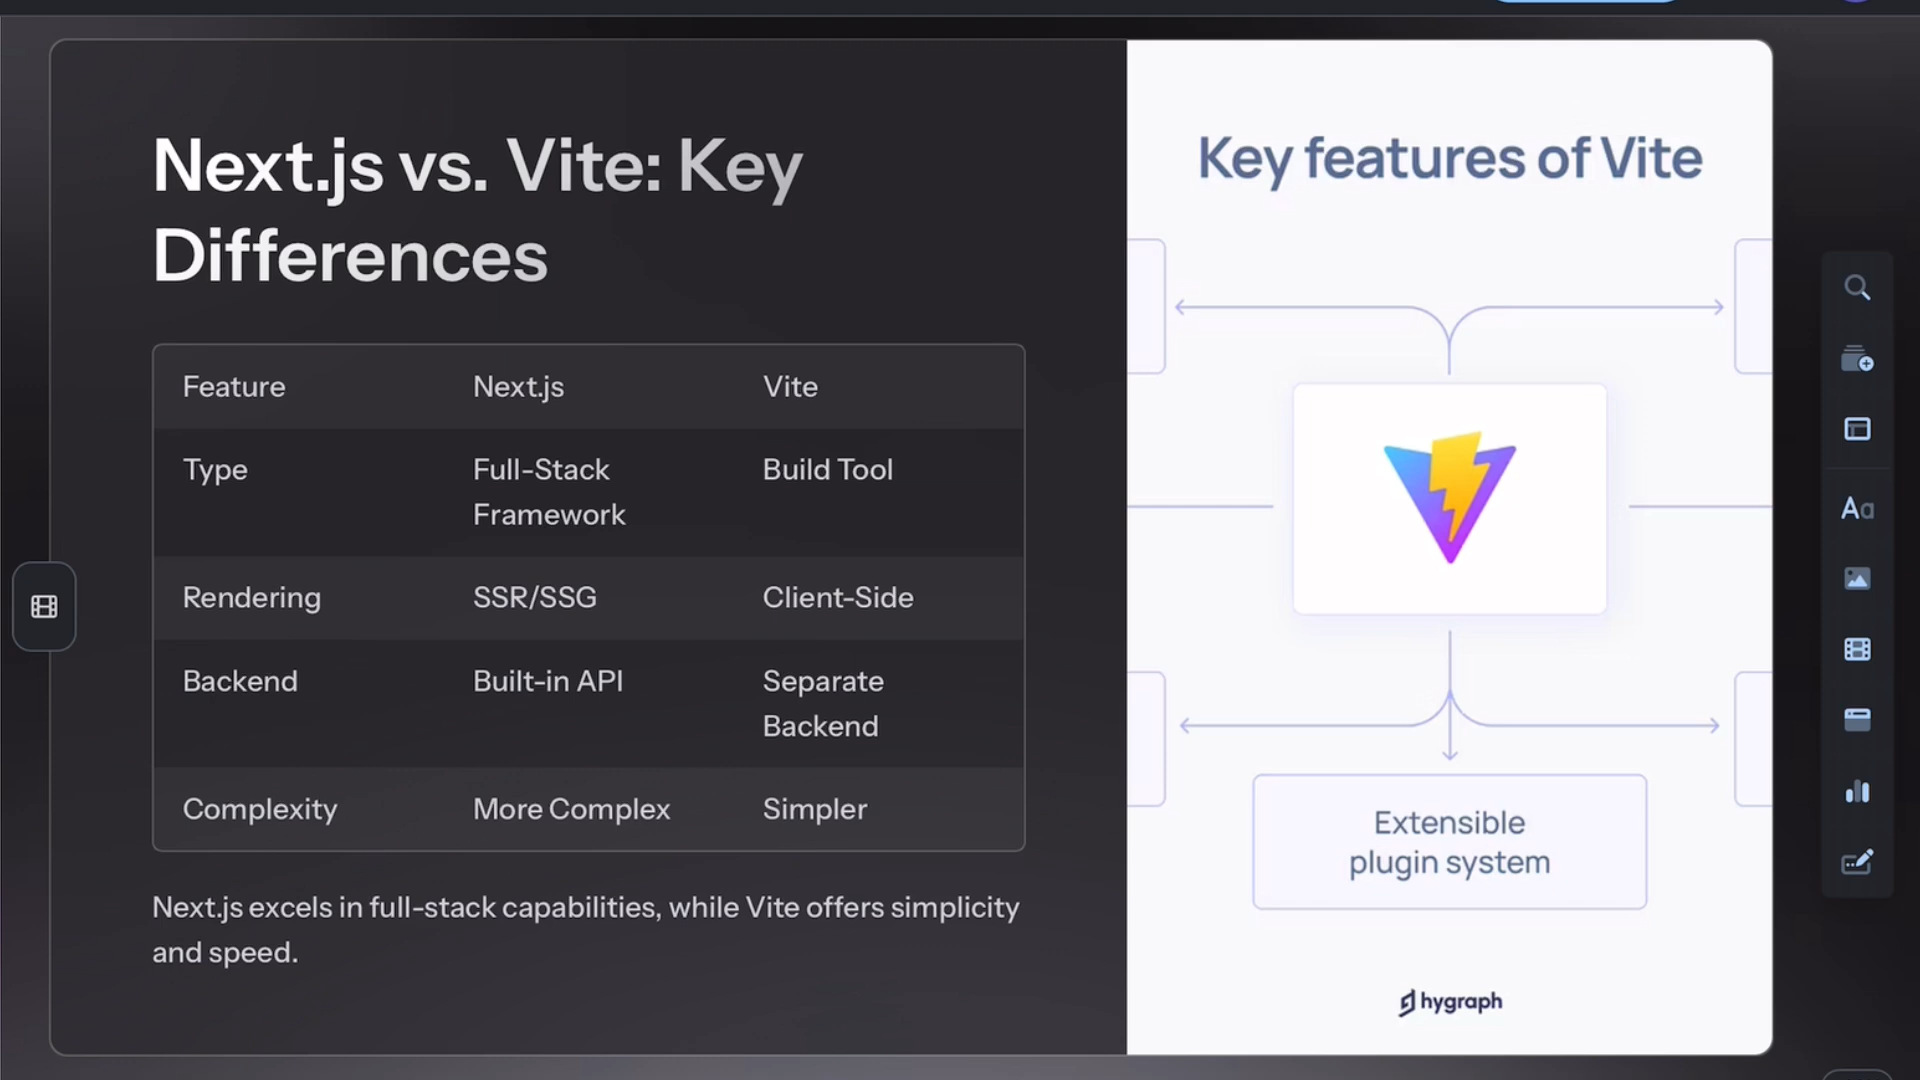 Next.js vs. Vite: Key
Differences
Feature Next.js Vite
Type Full-Stack Build Tool
Framework
Rendering SSR/SSG Client-Side
Backend Built-in API Separate
Backend
Complexity More Complex Simpler
Next.js excels in full-stack capabilities, while Vite offers simplicity
and speed.
Key features of Vite
Extensible
plugin system
hygraph
Aa